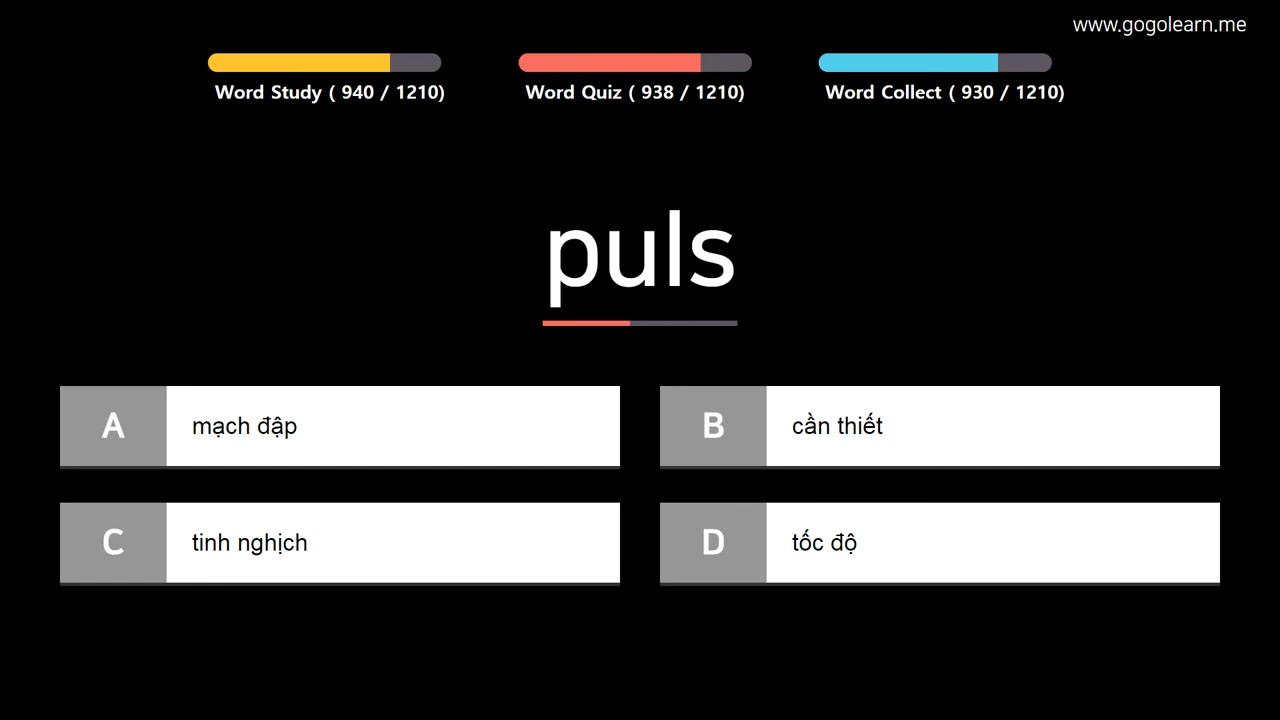 www.gogolearn.me
Word Study ( 940 / 1210)
Word Quiz ( 938 / 1210)
Word Collect ( 930 / 1210)
puls
A mạch đập
B cần thiết
C tinh nghịch
D tốc độ